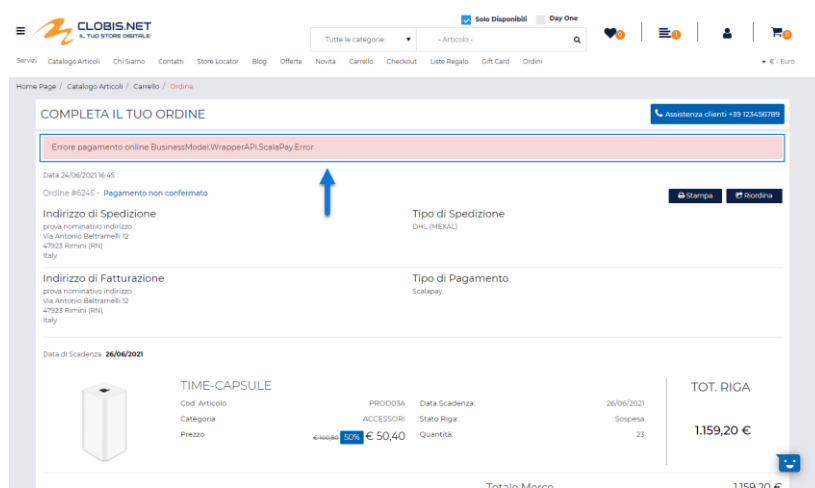 CLOBIS.NET
IL TUO STORE DIGITALE
Solo Disponibili Day One
Tutte le categorie - Articolo -
0 0
Servizi Catalogo Articoli Chi Siamo Contatti Store Locator Blog Offerte Novità Carrello Checkout Liste Regalo Gift Card Ordini € - Euro
Home Page / Catalogo Articoli / Carrello / Ordine
COMPLETA IL TUO ORDINE
Assistenza clienti +39 123456789
Errore pagamento online BusinessModel.WrapperAPI.ScalaPay.Error
Data 24/06/2021 16:45
Ordine #6245 - Pagamento non confermato
Stampa Riordina
Indirizzo di Spedizione
prova nominativo indirizzo
Via Antonio Beltramelli 12
47923 Rimini (RN)
Italy
Tipo di Spedizione
DHL (MEXAL)
Indirizzo di Fatturazione
prova nominativo indirizzo
Via Antonio Beltramelli 12
47923 Rimini (RN)
Italy
Tipo di Pagamento
Scalapay
Data di Scadenza 26/06/2021
TIME-CAPSULE
Cod. Articolo PROD03A
Categoria ACCESSORI
Prezzo € 100,80 50% € 50,40
Data Scadenza: 26/06/2021
Stato Riga: Sospesa
Quantità: 23
TOT. RIGA
1.159,20 €
Totale Merce 1.159,20 €